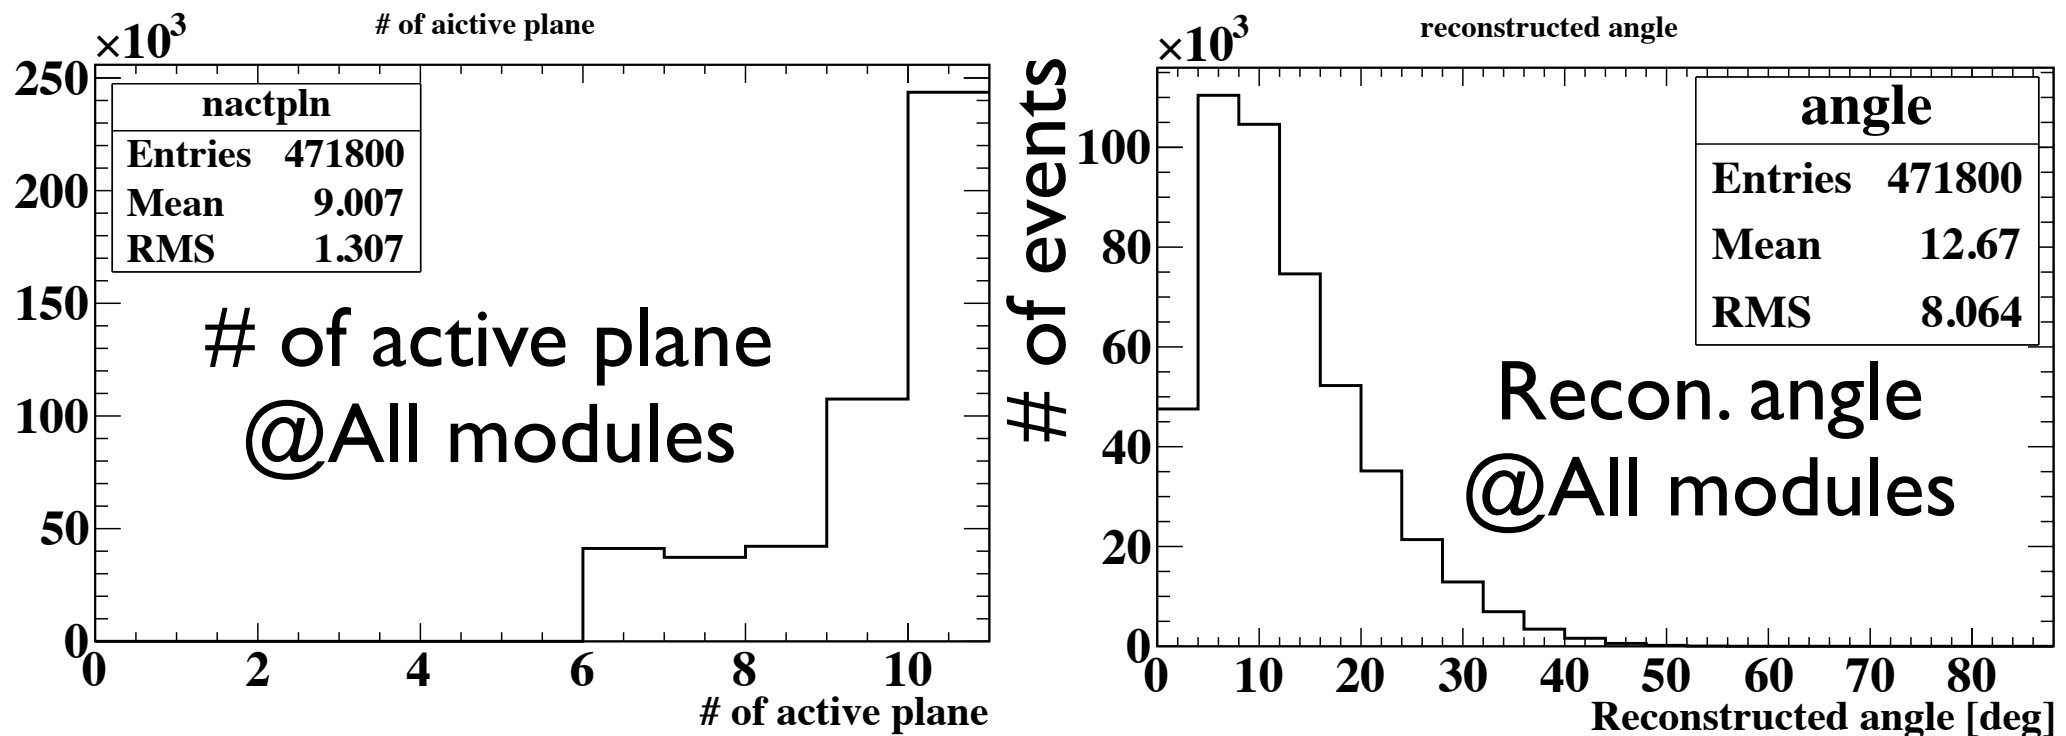 # of aictive plane
×10³
250
200
150
100
50
0
nactpln
Entries 471800
Mean 9.007
RMS 1.307
# of active plane
@All modules
0 2 4 6 8 10
# of active plane
reconstructed angle
×10³
# of events
100
80
60
40
20
0
angle
Entries 471800
Mean 12.67
RMS 8.064
Recon. angle
@All modules
0 10 20 30 40 50 60 70 80
Reconstructed angle [deg]